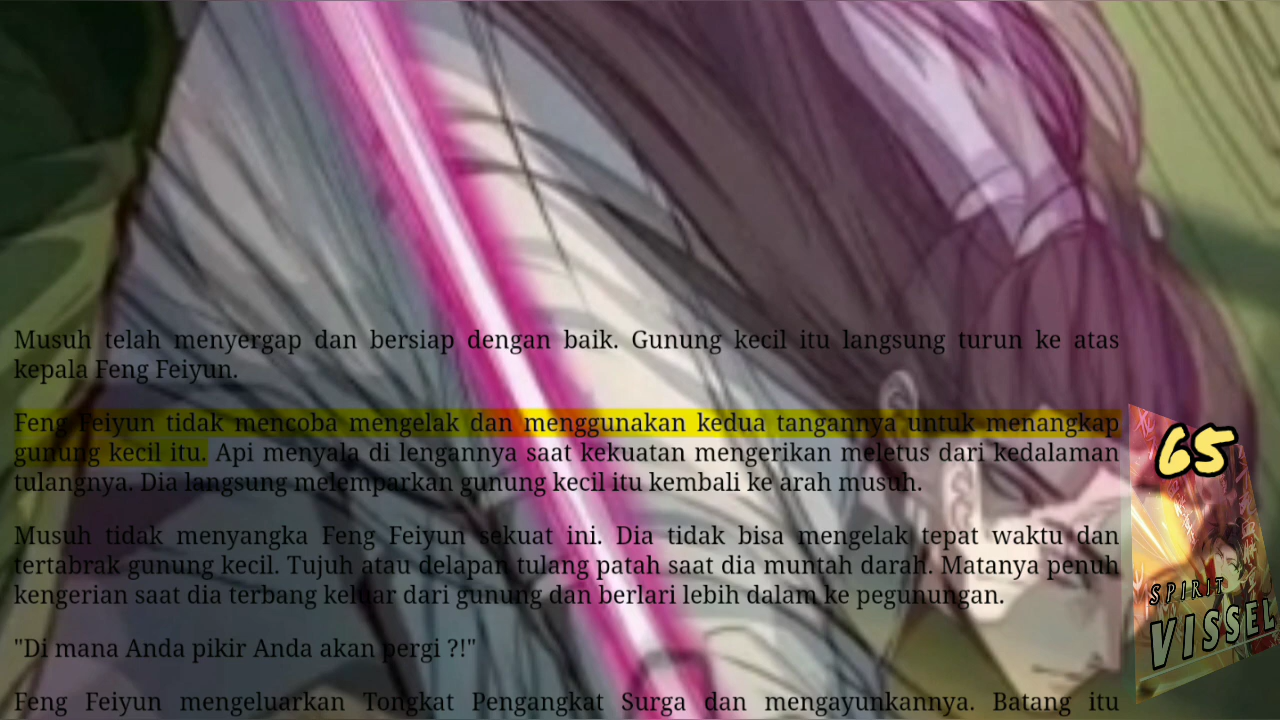 Musuh telah menyergap dan bersiap dengan baik. Gunung kecil itu langsung turun ke atas
kepala Feng Feiyun.
Feng Feiyun tidak mencoba mengelak dan menggunakan kedua tangannya untuk menangkap
gunung kecil itu. Api menyala di lengannya saat kekuatan mengerikan meletus dari kedalaman
tulangnya. Dia langsung melemparkan gunung kecil itu kembali ke arah musuh.
Musuh tidak menyangka Feng Feiyun sekuat ini. Dia tidak bisa mengelak tepat waktu dan
tertabrak gunung kecil. Tujuh atau delapan tulang patah saat dia muntah darah. Matanya penuh
kengerian saat dia terbang keluar dari gunung dan berlari lebih dalam ke pegunungan.
"Di mana Anda pikir Anda akan pergi ?!"
Feng Feiyun mengeluarkan Tongkat Pengangkat Surga dan mengayunkannya. Batang itu
65
SPIRIT
VISSEL